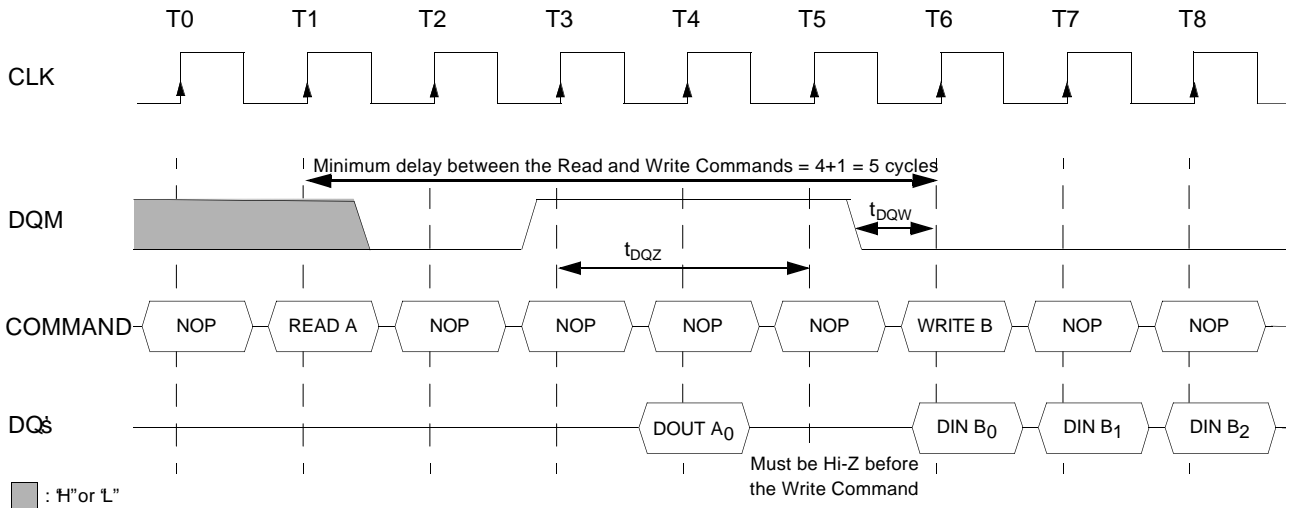 T0 T1 T2 T3 T4 T5 T6 T7 T8
CLK
Minimum delay between the Read and Write Commands = 4+1 = 5 cycles
DQM
tDQW
tDQZ
COMMAND NOP READ A NOP NOP NOP NOP WRITE B NOP NOP
DQ's DOUT A0 DIN B0 DIN B1 DIN B2
Must be Hi-Z before
the Write Command
: “H” or “L”